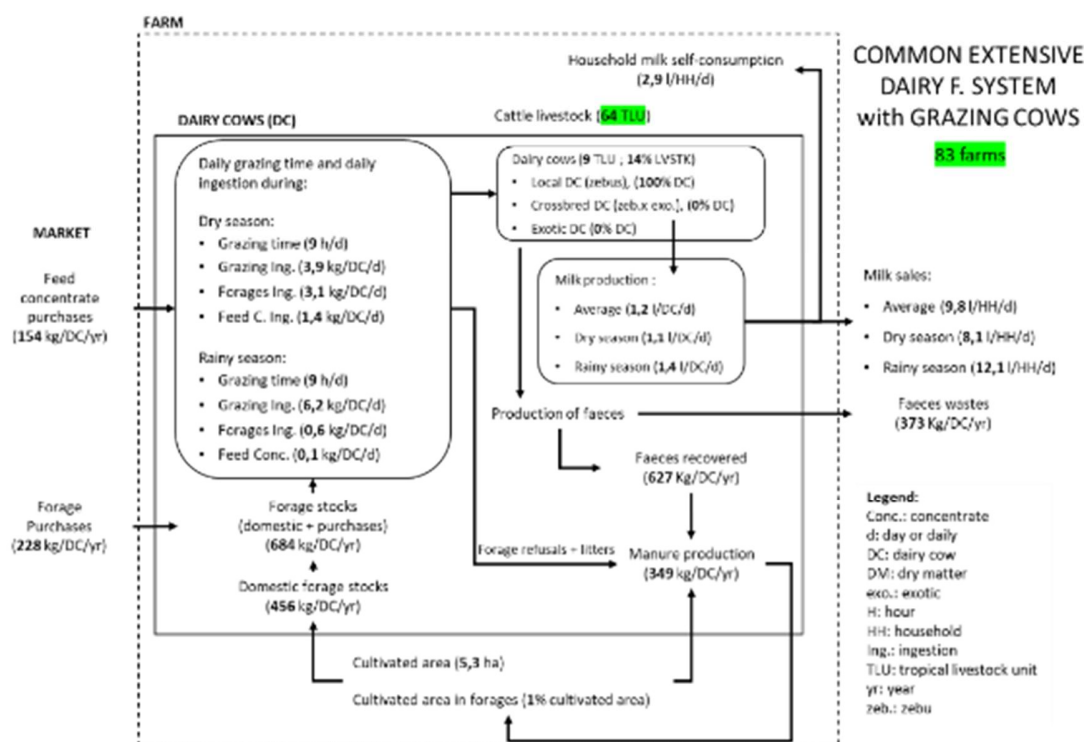 FARM
COMMON EXTENSIVE
DAIRY F. SYSTEM
with GRAZING COWS
83 farms
Household milk self-consumption
(2,9 l/HH/d)
Cattle livestock (64 TLU)
DAIRY COWS (DC)
Daily grazing time and daily
ingestion during:
Dry season:
• Grazing time (9 h/d)
• Grazing Ing. (3,9 kg/DC/d)
• Forages Ing. (3,1 kg/DC/d)
• Feed C. Ing. (1,4 kg/DC/d)
Rainy season:
• Grazing time (9 h/d)
• Grazing Ing. (6,2 kg/DC/d)
• Forages Ing. (0,6 kg/DC/d)
• Feed Conc. (0,1 kg/DC/d)
Dairy cows (9 TLU ; 14% LVSTK)
• Local DC (zebus), (100% DC)
• Crossbred DC (zeb.x exo.), (0% DC)
• Exotic DC (0% DC)
Milk production :
• Average (1,2 l/DC/d)
• Dry season (1,1 l/DC/d)
• Rainy season (1,4 l/DC/d)
MARKET
Feed
concentrate
purchases
(154 kg/DC/yr)
Forage
Purchases
(228 kg/DC/yr)
Milk sales:
• Average (9,8 l/HH/d)
• Dry season (8,1 l/HH/d)
• Rainy season (12,1 l/HH/d)
Faeces wastes
(373 Kg/DC/yr)
Production of faeces
Faeces recovered
(627 Kg/DC/yr)
Forage stocks
(domestic + purchases)
(684 kg/DC/yr)
Forage refusals + litters
Manure production
(349 kg/DC/yr)
Domestic forage stocks
(456 kg/DC/yr)
Cultivated area (5,3 ha)
Cultivated area in forages (1% cultivated area)
Legend:
Conc.: concentrate
d: day or daily
DC: dairy cow
DM: dry matter
exo.: exotic
H: hour
HH: household
Ing.: ingestion
TLU: tropical livestock unit
yr: year
zeb.: zebu